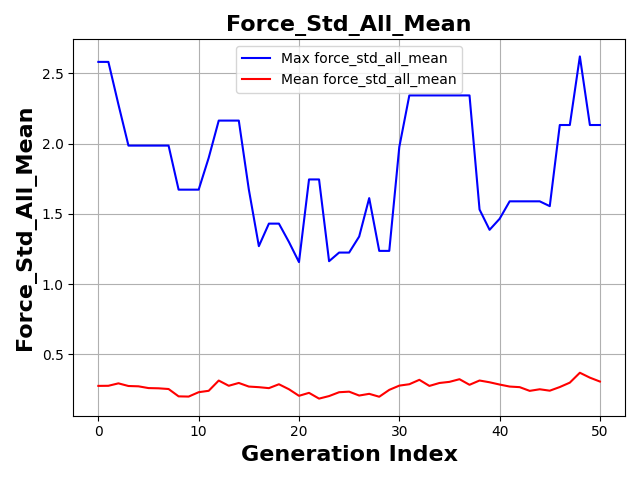 Force_Std_All_Mean
Max force_std_all_mean
Mean force_std_all_mean
Force_Std_All_Mean
2.5
2.0
1.5
1.0
0.5
0 10 20 30 40 50
Generation Index